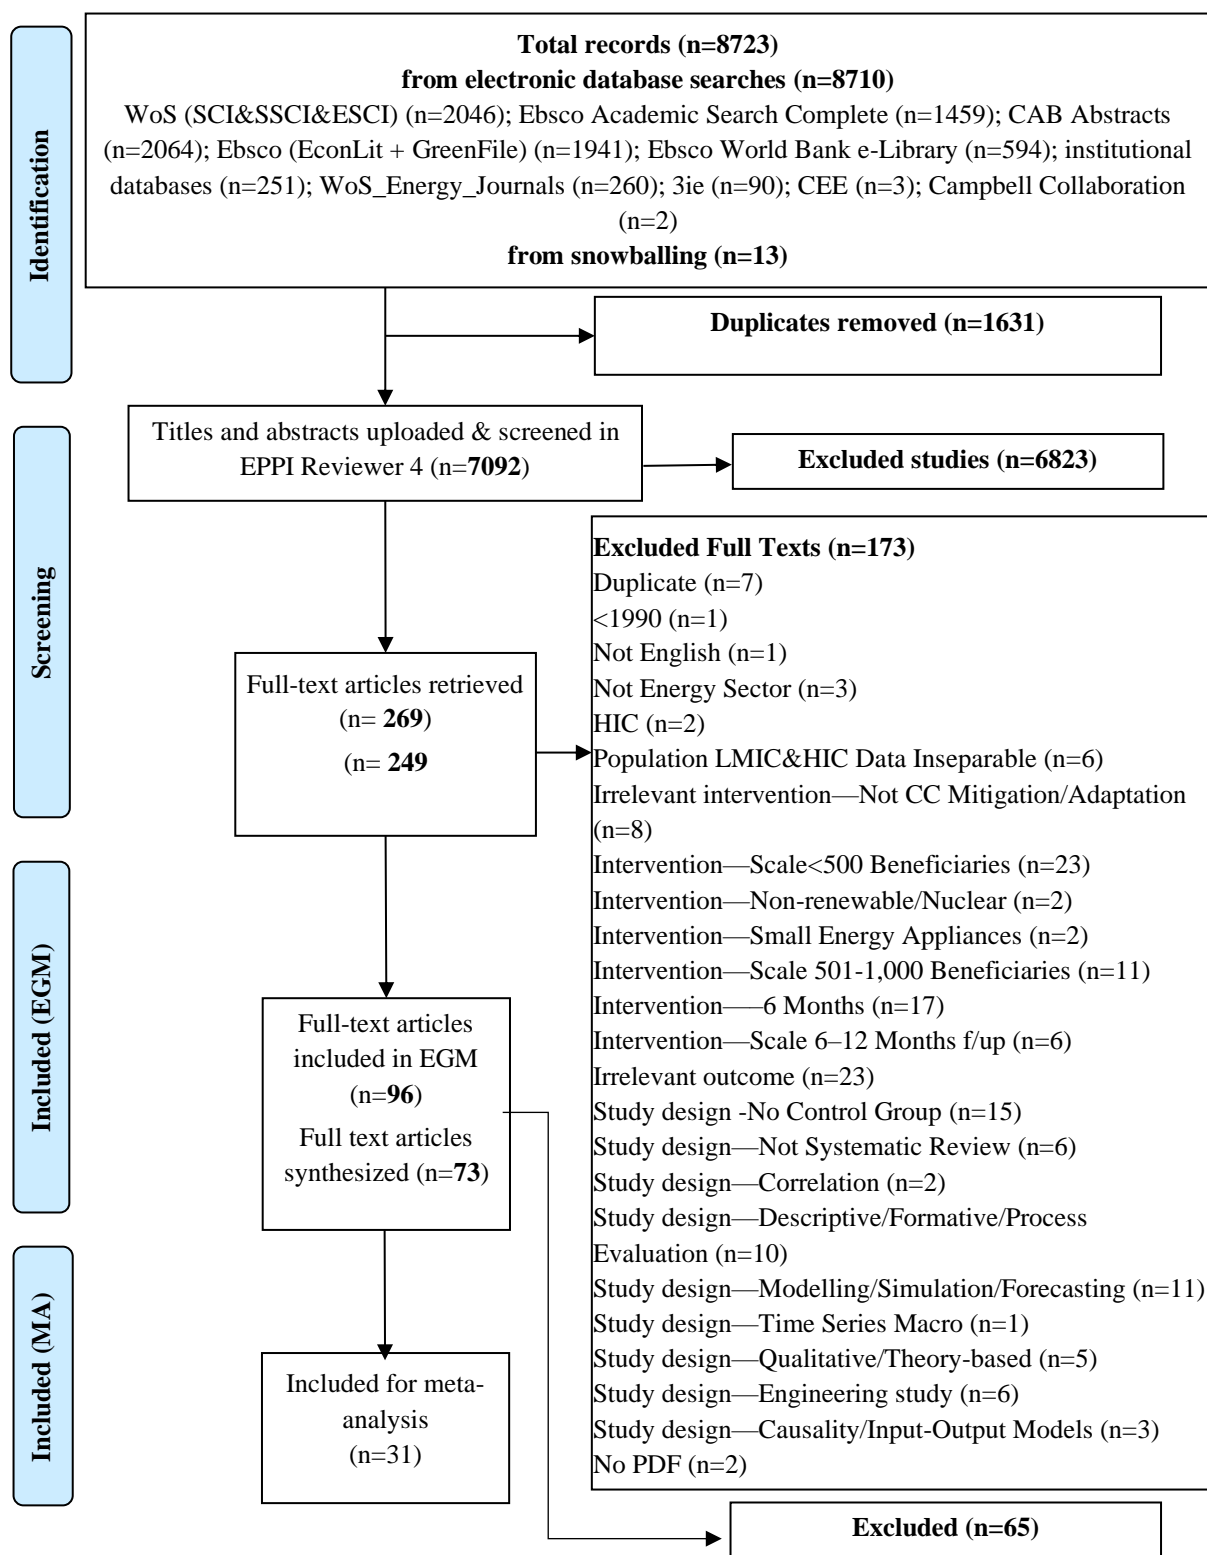 Identification
Total records (n=8723)
from electronic database searches (n=8710)
WoS (SCI&SSCI&ESCI) (n=2046); Ebsco Academic Search Complete (n=1459); CAB Abstracts
(n=2064); Ebsco (EconLit + GreenFile) (n=1941); Ebsco World Bank e-Library (n=594); institutional
databases (n=251); WoS_Energy_Journals (n=260); 3ie (n=90); CEE (n=3); Campbell Collaboration
(n=2)
from snowballing (n=13)
Duplicates removed (n=1631)
Screening
Titles and abstracts uploaded & screened in
EPPI Reviewer 4 (n=7092)
Excluded studies (n=6823)
Full-text articles retrieved
(n= 269)
(n= 249
Excluded Full Texts (n=173)
Duplicate (n=7)
<1990 (n=1)
Not English (n=1)
Not Energy Sector (n=3)
HIC (n=2)
Population LMIC&HIC Data Inseparable (n=6)
Irrelevant intervention—Not CC Mitigation/Adaptation
(n=8)
Intervention—Scale<500 Beneficiaries (n=23)
Intervention—Non-renewable/Nuclear (n=2)
Intervention—Small Energy Appliances (n=2)
Intervention—Scale 501-1,000 Beneficiaries (n=11)
Intervention-—6 Months (n=17)
Intervention—Scale 6–12 Months f/up (n=6)
Irrelevant outcome (n=23)
Study design -No Control Group (n=15)
Study design—Not Systematic Review (n=6)
Study design—Correlation (n=2)
Study design—Descriptive/Formative/Process
Evaluation (n=10)
Study design—Modelling/Simulation/Forecasting (n=11)
Study design—Time Series Macro (n=1)
Study design—Qualitative/Theory-based (n=5)
Study design—Engineering study (n=6)
Study design—Causality/Input-Output Models (n=3)
No PDF (n=2)
Included (EGM)
Full-text articles
included in EGM
(n=96)
Full text articles
synthesized (n=73)
Included (MA)
Included for meta-
analysis
(n=31)
Excluded (n=65)